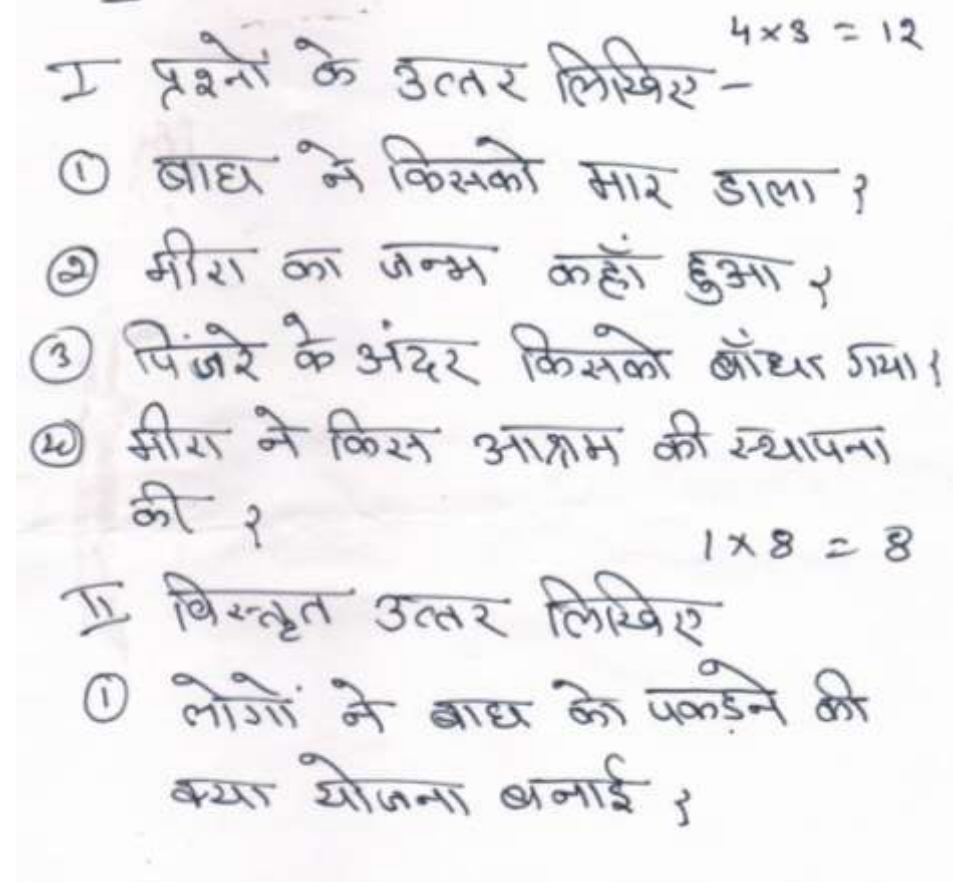 4 × 3 = 12
I प्रश्नों के उत्तर लिखिए –
① बाघ ने किसको मार डाला ?
② मीरा का जन्म कहाँ हुआ ?
③ पिंजरे के अंदर किसको बाँधा गया ?
④ मीरा ने किस आश्रम की स्थापना
की ?
1 × 8 = 8
II विस्तृत उत्तर लिखिए
① लोगों ने बाघ को पकड़ने की
क्या योजना बनाई ?